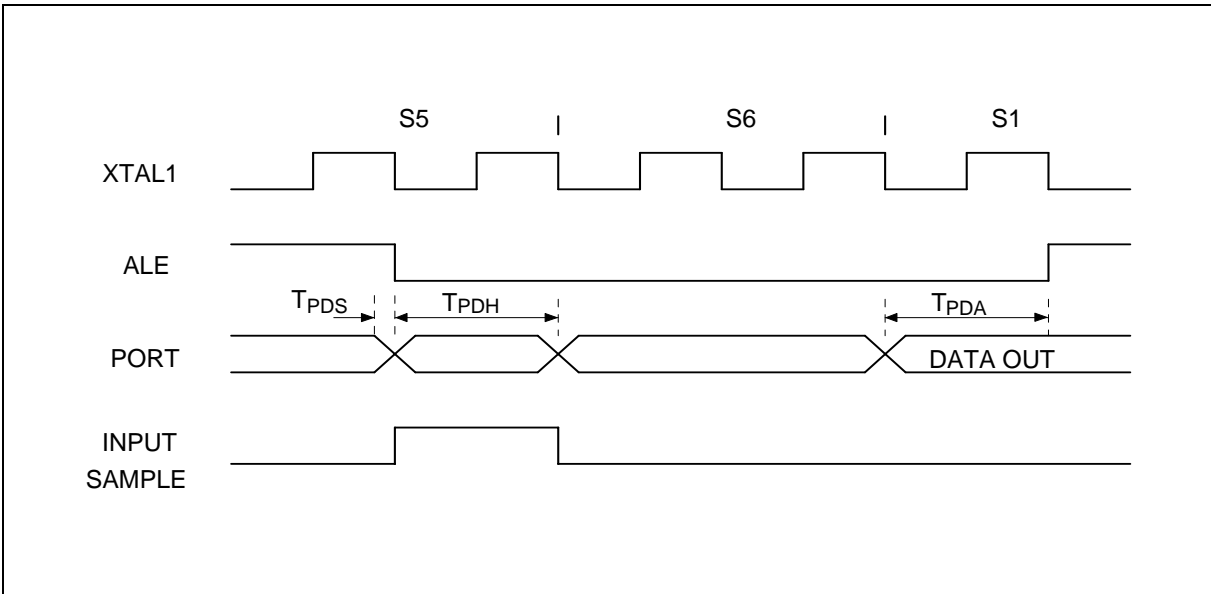 S5 S6 S1
XTAL1
ALE
TPDS TPDH TPDA
PORT DATA OUT
INPUT
SAMPLE